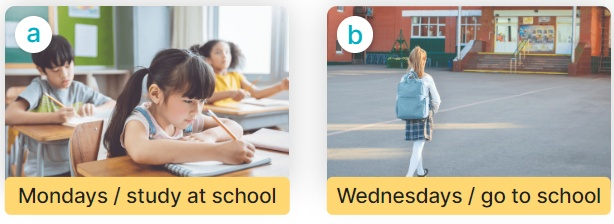 a
b
Mondays / study at school
Wednesdays / go to school